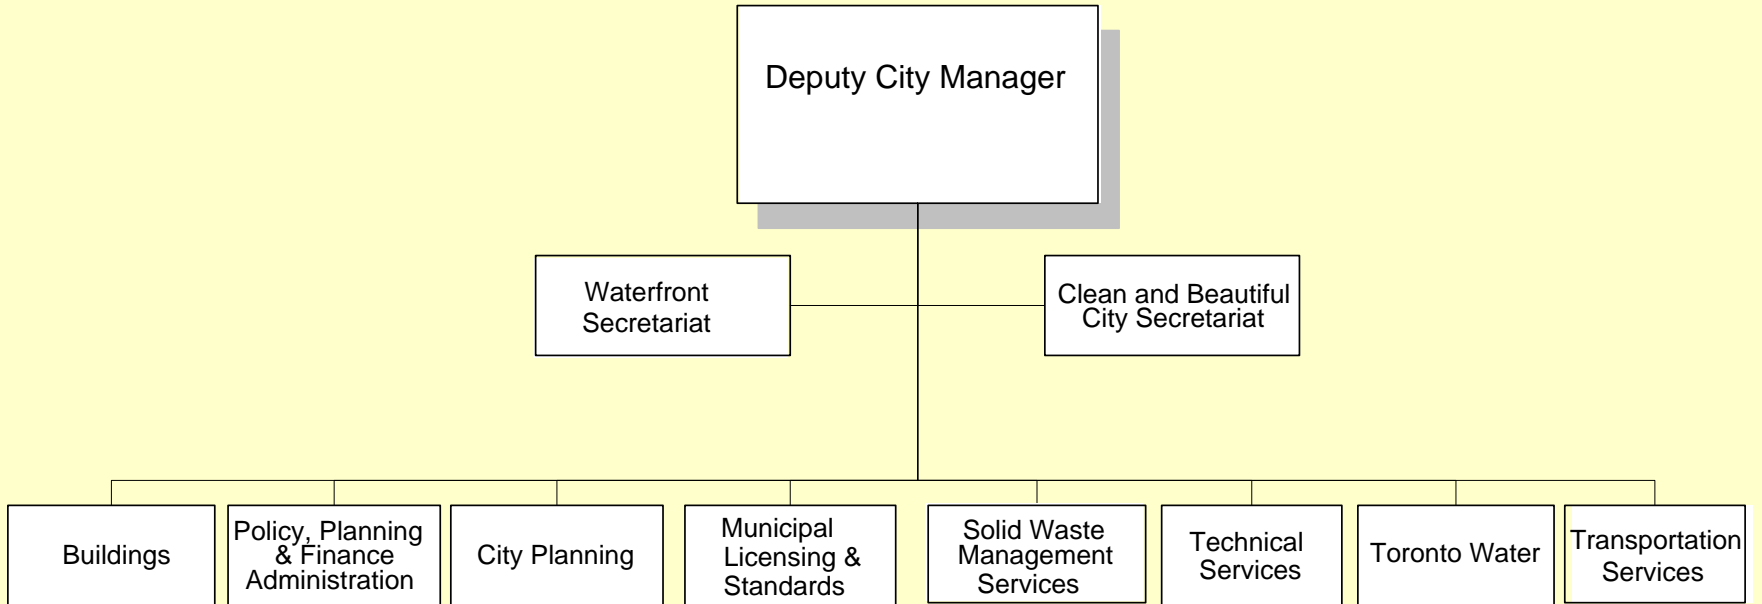 Deputy City Manager
Waterfront
Secretariat
Clean and Beautiful
City Secretariat
Buildings
Policy, Planning
& Finance
Administration
City Planning
Municipal
Licensing &
Standards
Solid Waste
Management
Services
Technical
Services
Toronto Water
Transportation
Services